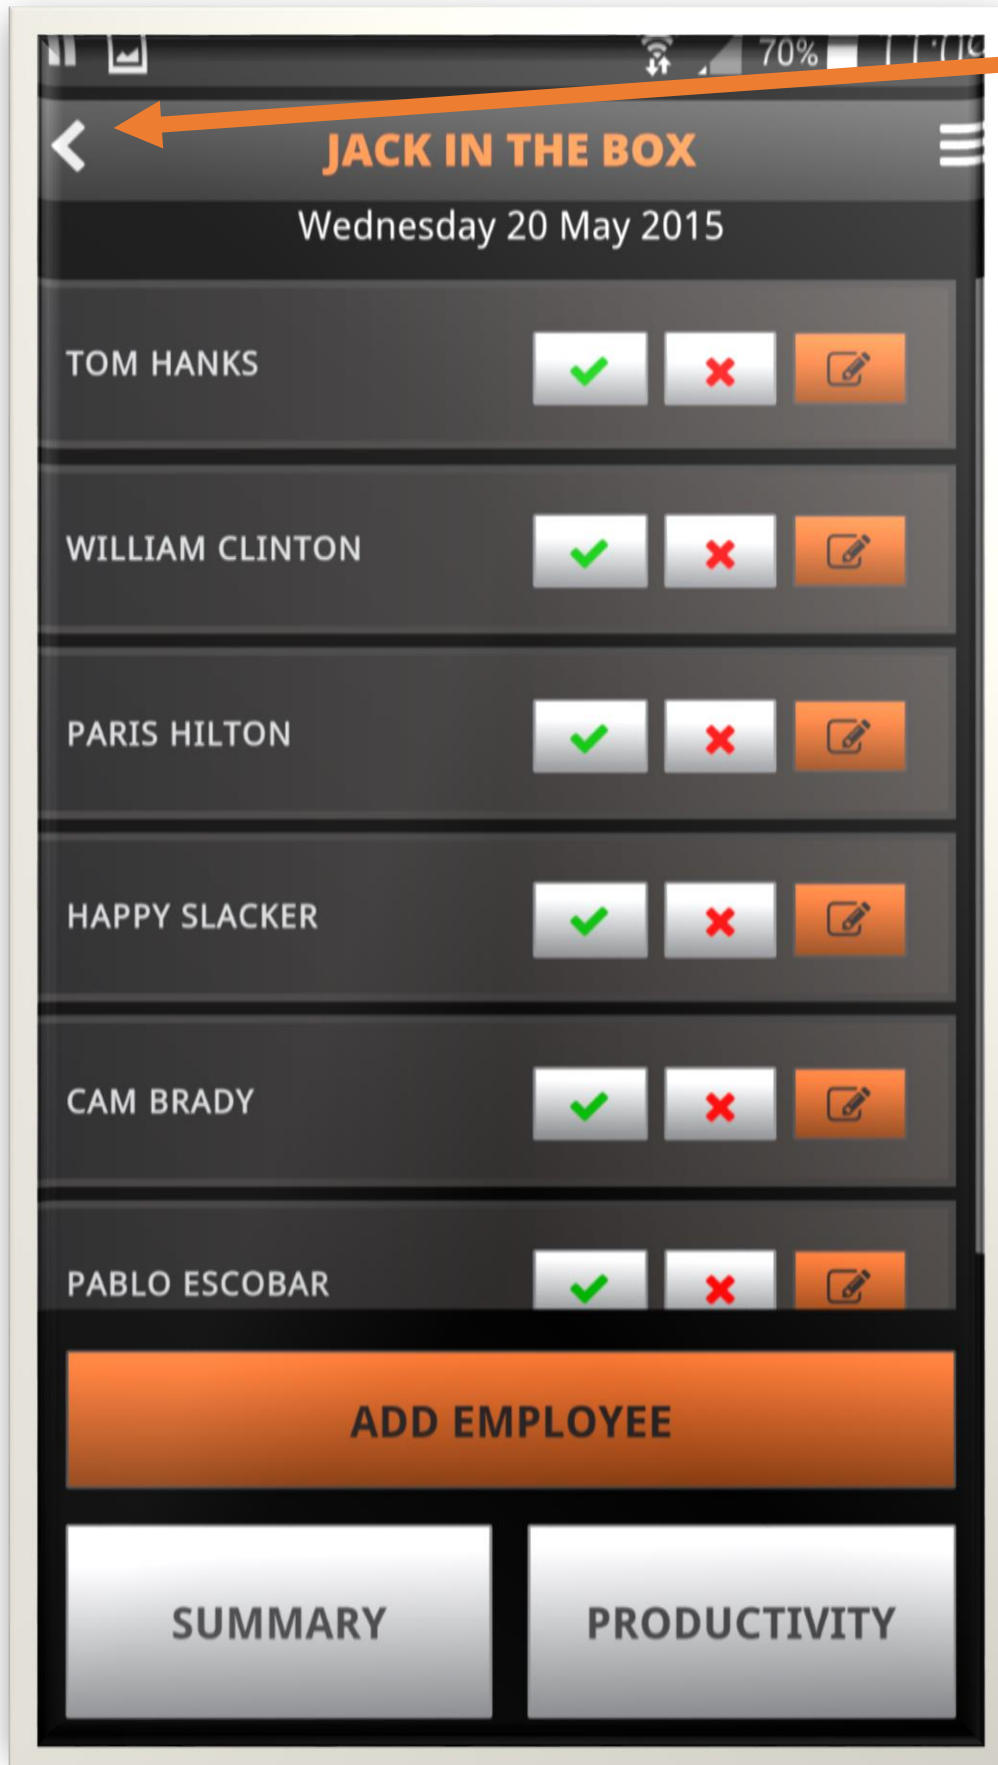 70%
JACK IN THE BOX
Wednesday 20 May 2015
TOM HANKS
WILLIAM CLINTON
PARIS HILTON
HAPPY SLACKER
CAM BRADY
PABLO ESCOBAR
ADD EMPLOYEE
SUMMARY
PRODUCTIVITY